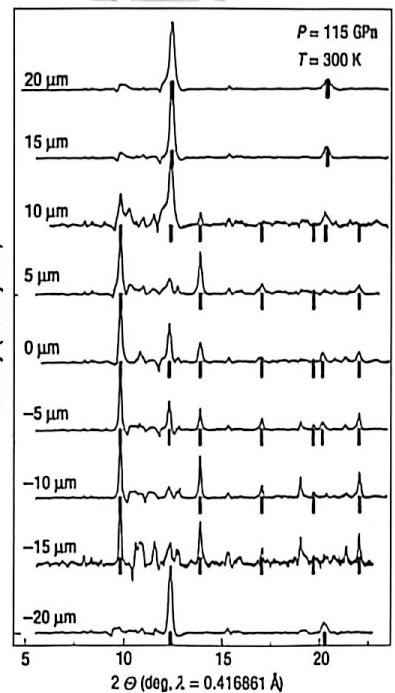 P = 115 GPa
T = 300 K
20 µm
15 µm
10 µm
5 µm
0 µm
−5 µm
−10 µm
−15 µm
−20 µm
5 10 15 20
2 Θ (deg, λ = 0.416861 Å)